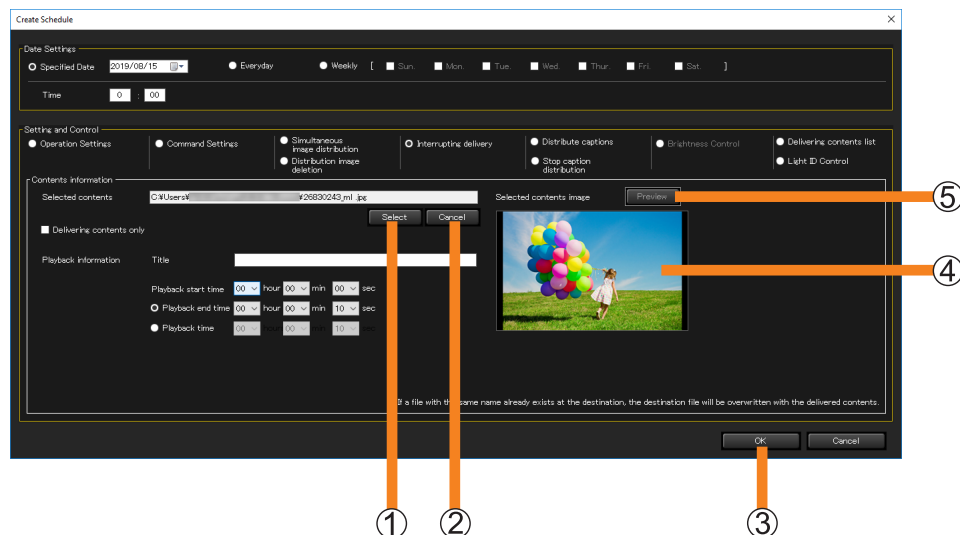 Create Schedule
Date Settings
Specified Date 2019/08/15 Everyday Weekly [ Sun. Mon. Tue. Wed. Thur. Fri. Sat. ]
Time 0 : 00
Setting and Control
Operation Settings Command Settings Simultaneous image distribution Interrupting delivery Distribute captions Brightness Control Delivering contents list
Distribution image deletion Stop caption distribution Light ID Control
Contents information
Selected contents C:¥Users¥ ¥26830243_ml .jpg Selected contents image Preview ⑤
Select Cancel
Delivering contents only
④
Playback information Title
Playback start time 00 hour 00 min 00 sec
Playback end time 00 hour 00 min 10 sec
Playback time 00 hour 00 min 10 sec
If a file with the same name already exists at the destination, the destination file will be overwritten with the delivered contents.
OK Cancel
① ② ③